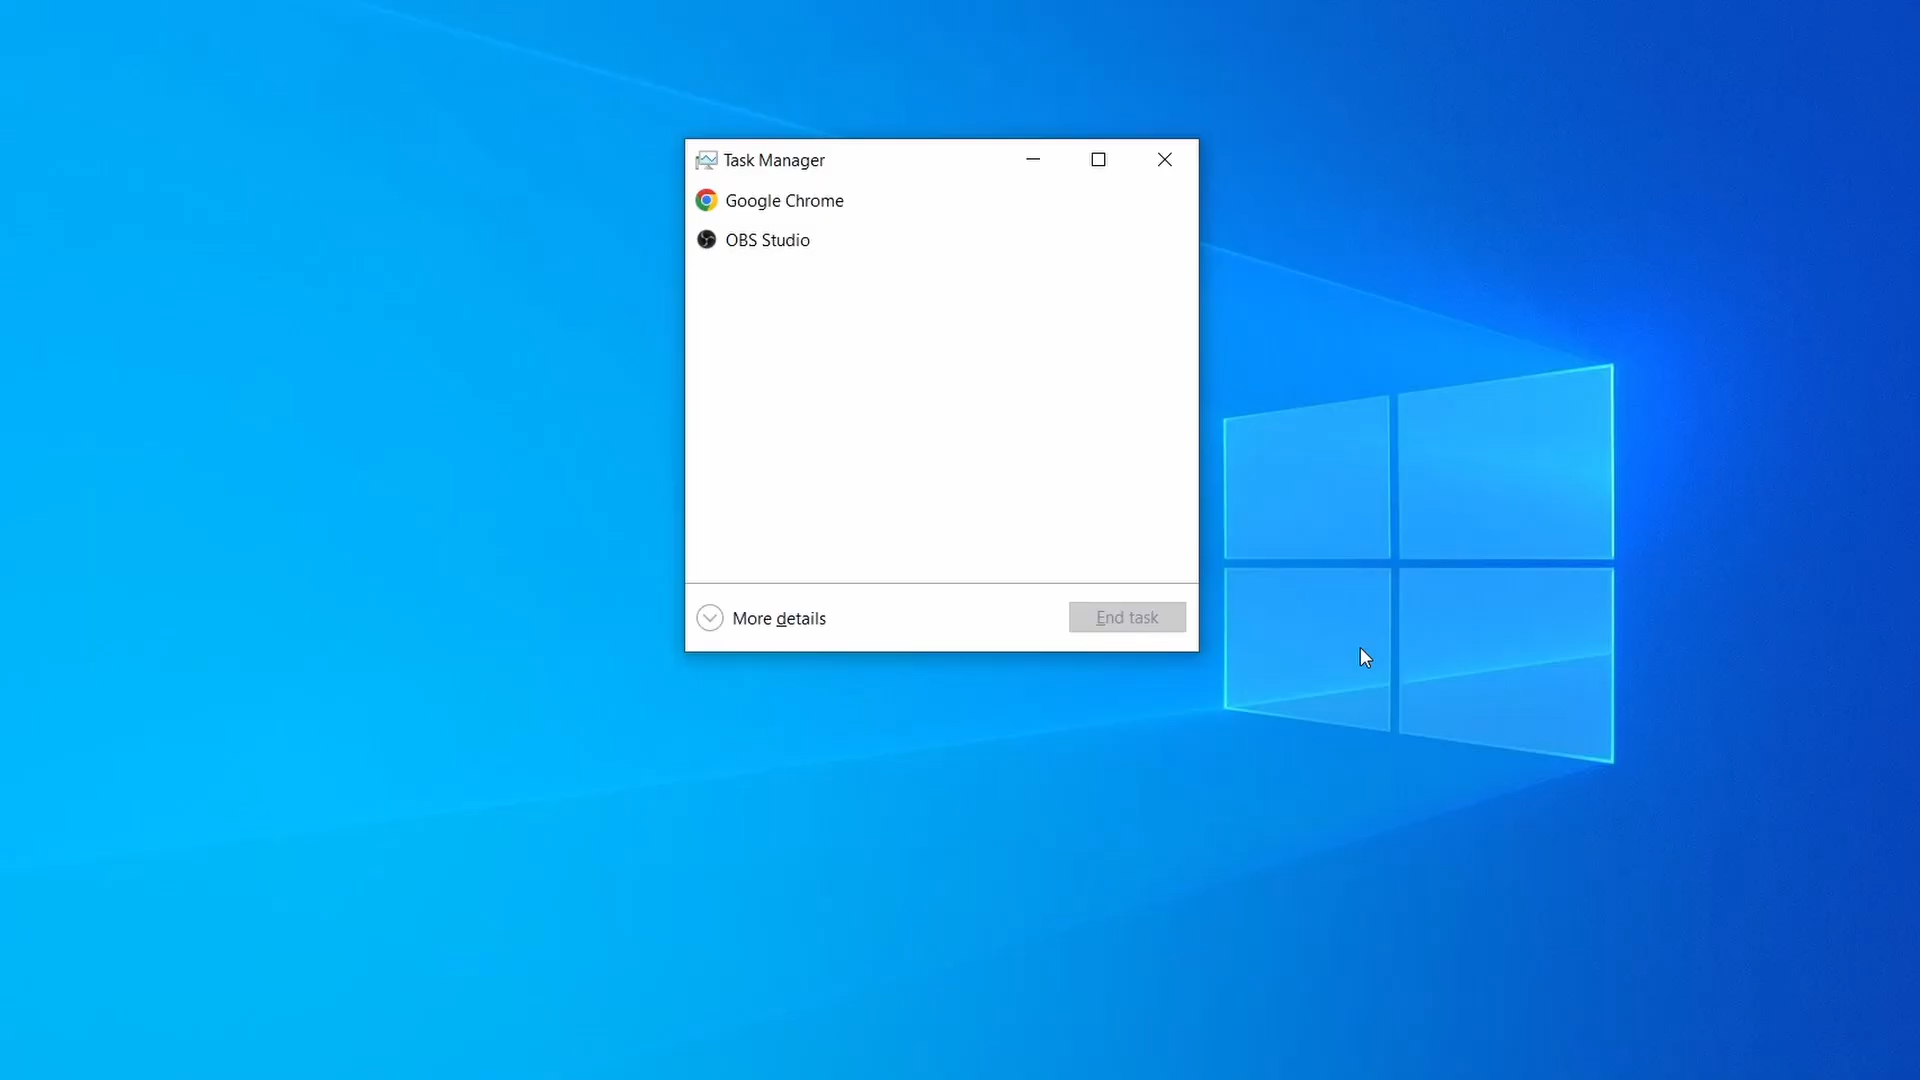 Task Manager
Google Chrome
OBS Studio
More details
End task